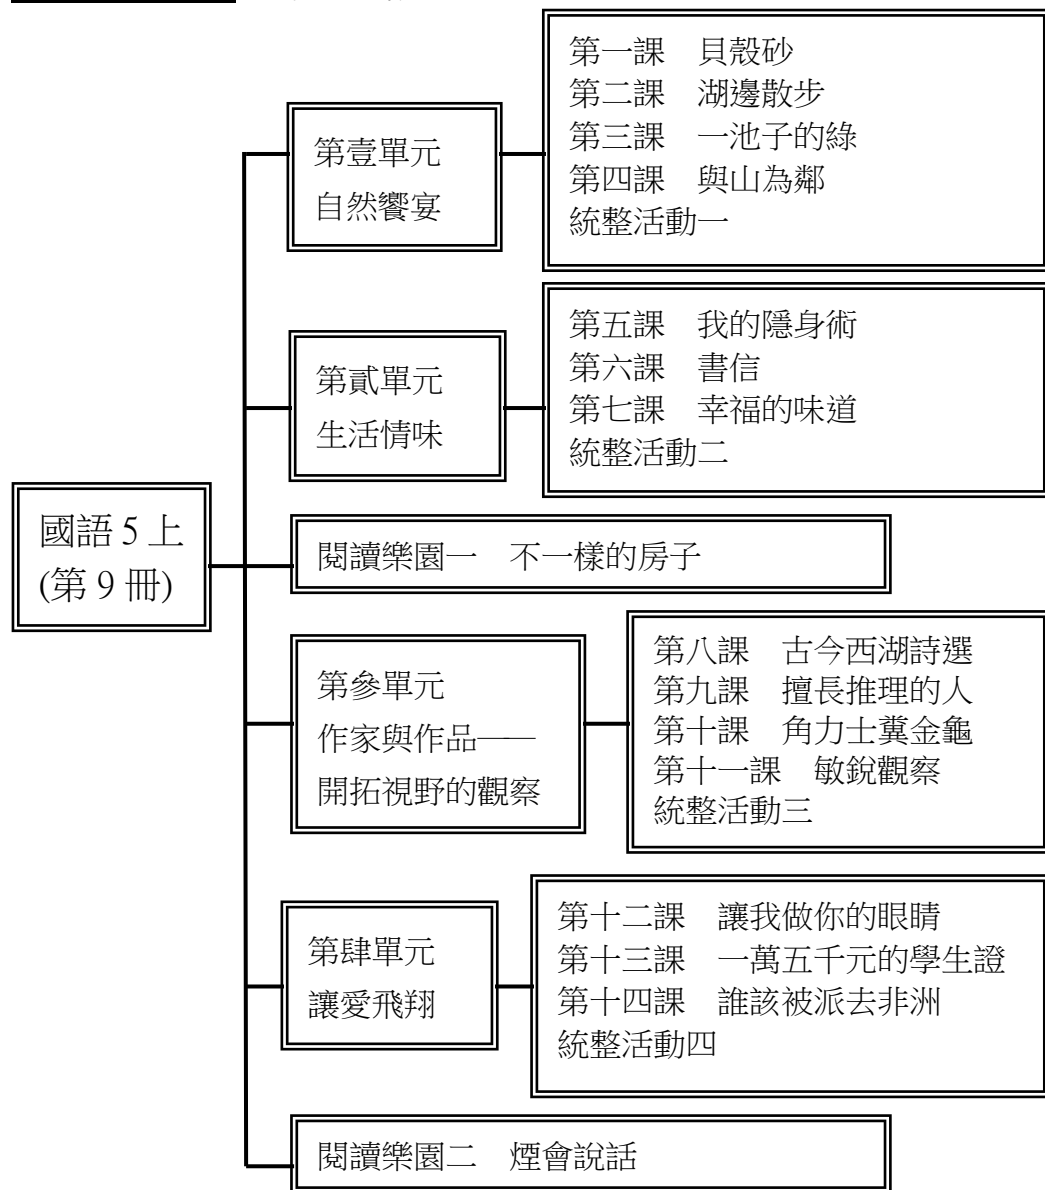 國語 5 上
(第 9 冊)
第壹單元
自然饗宴
第一課　貝殼砂
第二課　湖邊散步
第三課　一池子的綠
第四課　與山為鄰
統整活動一
第貳單元
生活情味
第五課　我的隱身術
第六課　書信
第七課　幸福的味道
統整活動二
閱讀樂園一　不一樣的房子
第參單元
作家與作品——
開拓視野的觀察
第八課　古今西湖詩選
第九課　擅長推理的人
第十課　角力士糞金龜
第十一課　敏銳觀察
統整活動三
第肆單元
讓愛飛翔
第十二課　讓我做你的眼睛
第十三課　一萬五千元的學生證
第十四課　誰該被派去非洲
統整活動四
閱讀樂園二　煙會說話